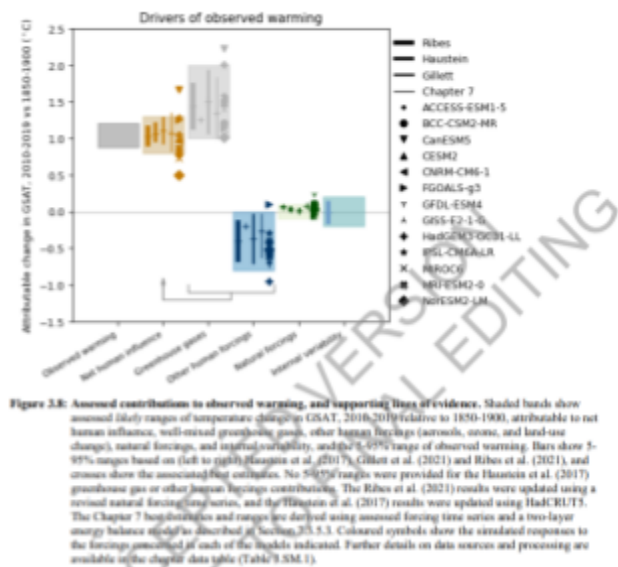 Drivers of observed warming
Attributable change in GSAT, 2010-2019 vs 1850-1900 (°C)
2.5
2.0
1.5
1.0
0.5
0.0
−0.5
−1.0
−1.5
Observed warming
Net human influence
Greenhouse gases
Other human forcings
Natural forcings
Internal variability
Ribes
Haustein
Gillett
Chapter 7
ACCESS-ESM1-5
BCC-CSM2-MR
CanESM5
CESM2
CNRM-CM6-1
FGOALS-g3
GFDL-ESM4
GISS-E2-1-G
HadGEM3-GC31-LL
IPSL-CM6A-LR
MIROC6
MRI-ESM2-0
NorESM2-LM
VERSION
EDITING
Figure 3.8: Assessed contributions to observed warming, and supporting lines of evidence. Shaded bands show
assessed likely ranges of temperature change in GSAT, 2010-2019 relative to 1850-1900, attributable to net
human influence, well-mixed greenhouse gases, other human forcings (aerosols, ozone, and land-use
change), natural forcings, and internal variability, and the 5-95% range of observed warming. Bars show 5-
95% ranges based on (left to right) Haustein et al. (2017), Gillett et al. (2021) and Ribes et al. (2021), and
crosses show the associated best estimates. No 5-95% ranges were provided for the Haustein et al. (2017)
greenhouse gas or other human forcings contributions. The Ribes et al. (2021) results were updated using a
revised natural forcing time series, and the Haustein et al. (2017) results were updated using HadCRUT5.
The Chapter 7 best estimates and ranges are derived using assessed forcing time series and a two-layer
energy balance model as described in Section 7.3.5.3. Coloured symbols show the simulated responses to
the forcings concerned in each of the models indicated. Further details on data sources and processing are
available in the chapter data table (Table 3.SM.1).